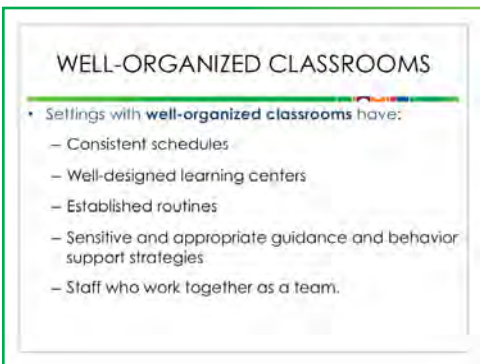 WELL-ORGANIZED CLASSROOMS
• Settings with well-organized classrooms have:
– Consistent schedules
– Well-designed learning centers
– Established routines
– Sensitive and appropriate guidance and behavior
support strategies
– Staff who work together as a team.